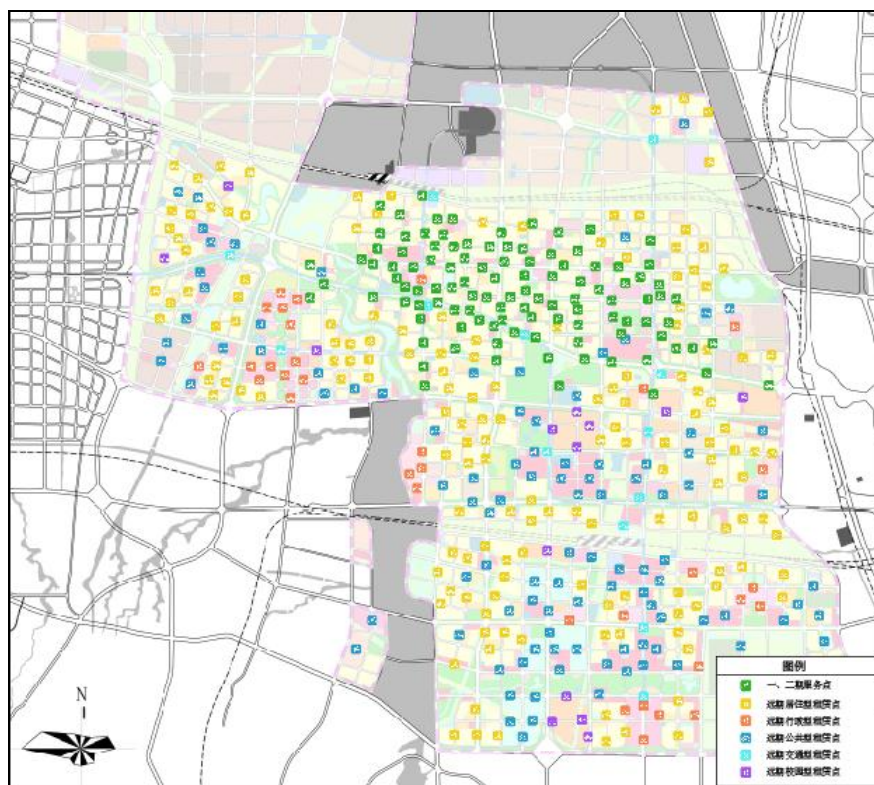 N
图例
一、二期服务点
远期居住型租赁点
远期行政型租赁点
远期公共型租赁点
远期交通型租赁点
远期校园型租赁点